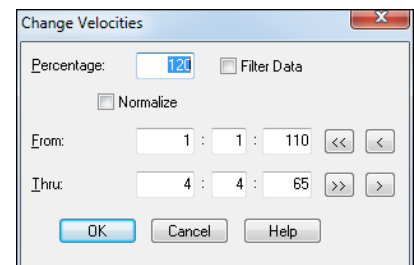 Change Velocities
Percentage: 120 Filter Data
Normalize
From: 1 : 1 : 110 << <
Thru: 4 : 4 : 65 >> >
OK Cancel Help